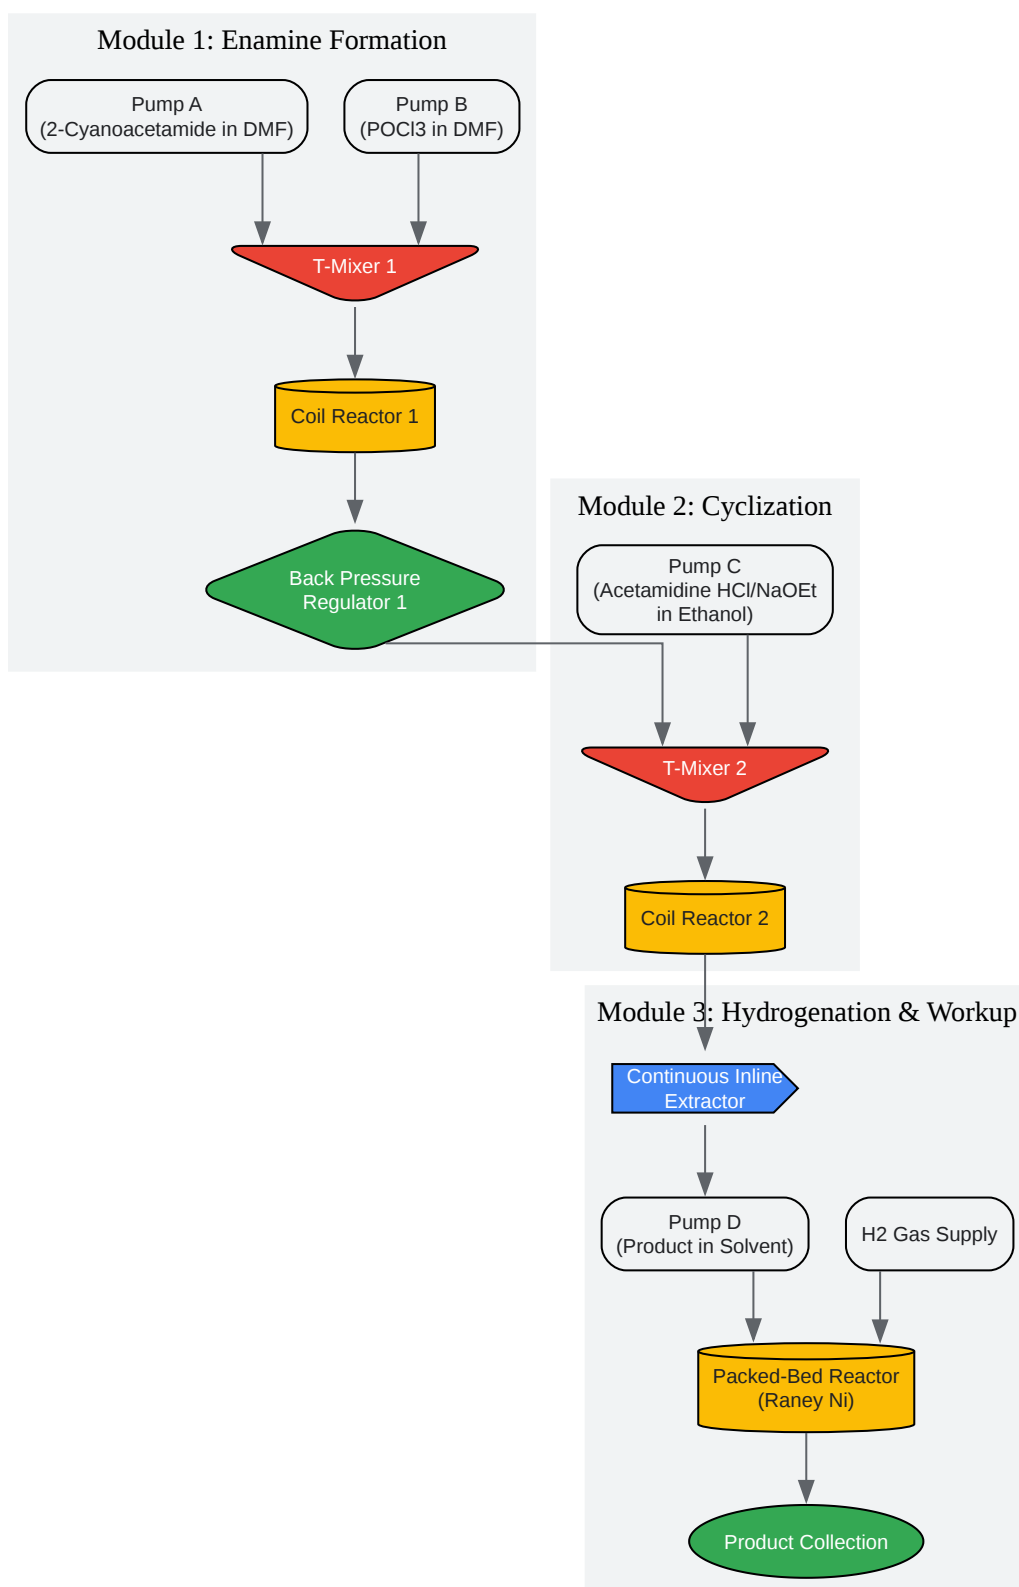 Module 1: Enamine Formation
Pump A
(2-Cyanoacetamide in DMF)
Pump B
(POCl3 in DMF)
T-Mixer 1
Coil Reactor 1
Back Pressure
Regulator 1
Module 2: Cyclization
Pump C
(Acetamidine HCl/NaOEt
in Ethanol)
T-Mixer 2
Coil Reactor 2
Module 3: Hydrogenation & Workup
Continuous Inline
Extractor
Pump D
(Product in Solvent)
H2 Gas Supply
Packed-Bed Reactor
(Raney Ni)
Product Collection